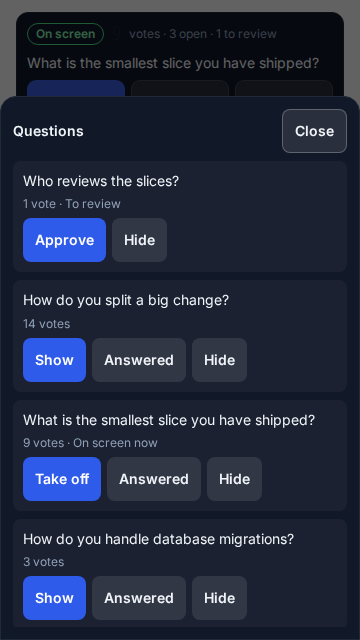 On screen votes · 3 open · 1 to review
What is the smallest slice you have shipped?
Questions
Close
Who reviews the slices?
1 vote · To review
Approve Hide
How do you split a big change?
14 votes
Show Answered Hide
What is the smallest slice you have shipped?
9 votes · On screen now
Take off Answered Hide
How do you handle database migrations?
3 votes
Show Answered Hide